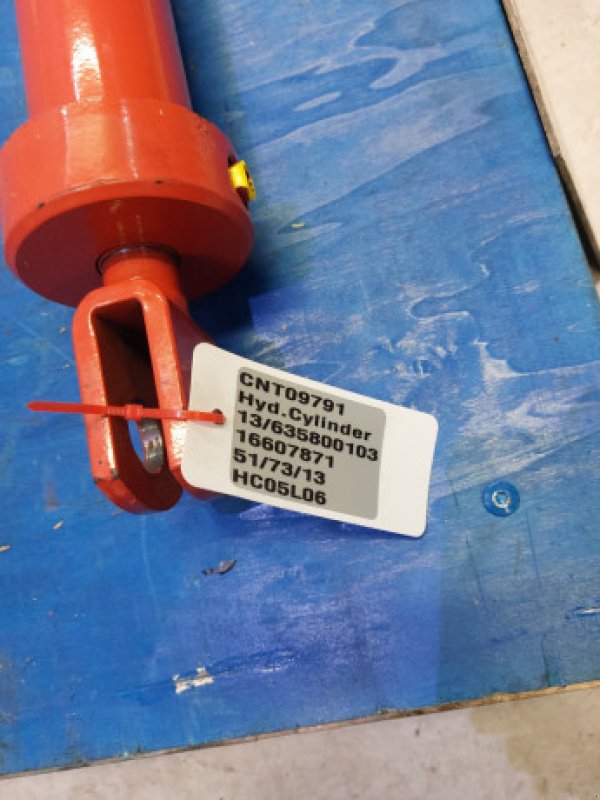 CNT09791
Hyd.Cylinder
13/635800103
16607871
51/73/13
HC05L06